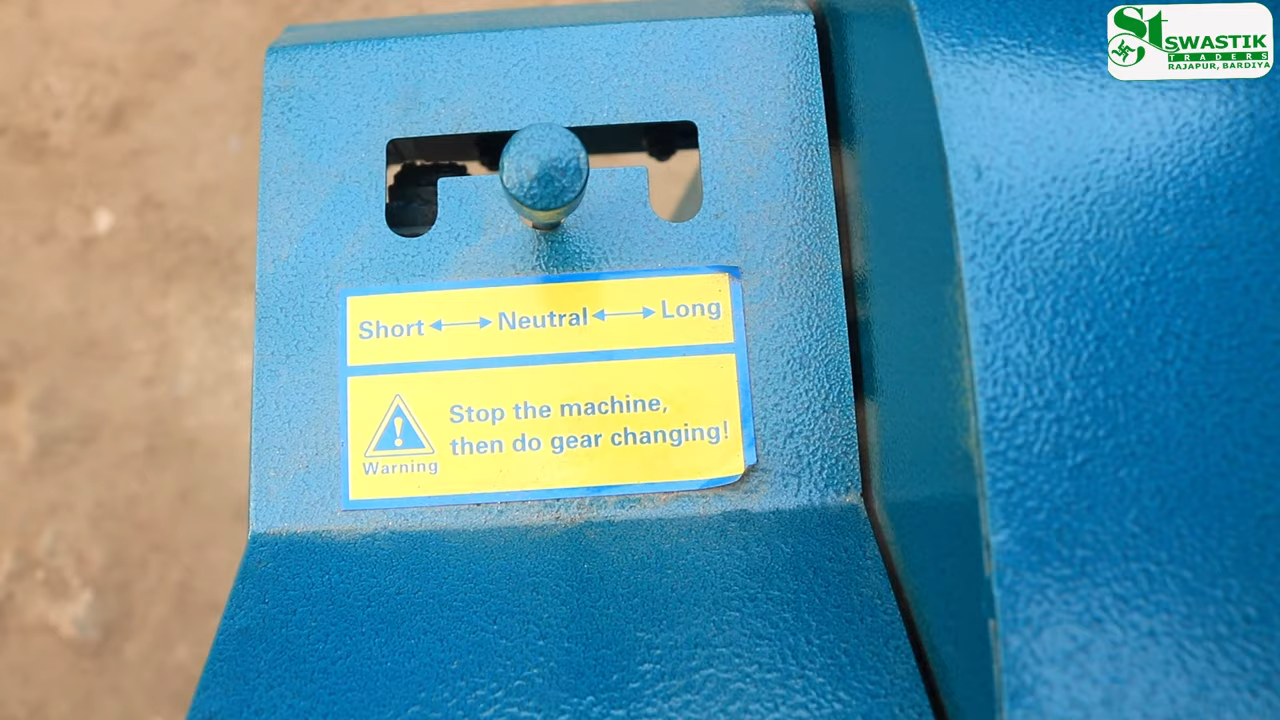 St SWASTIK
TRADERS
RAJAPUR, BARDIYA
Short Neutral Long
Stop the machine,
then do gear changing!
Warning